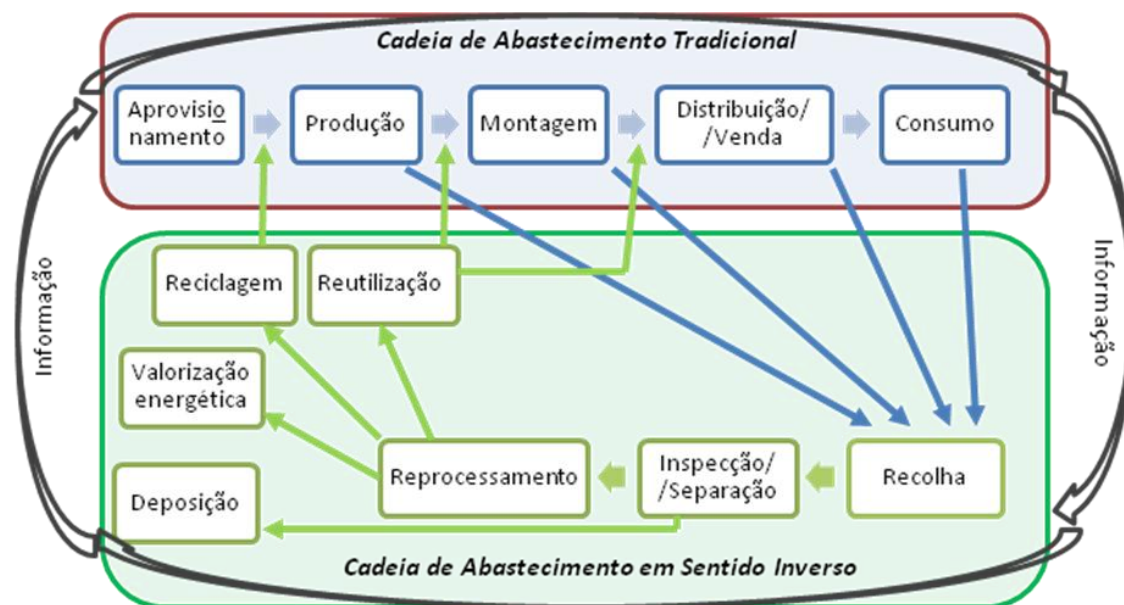 Cadeia de Abastecimento Tradicional
Aprovisio
namento
Produção
Montagem
Distribuição/
/Venda
Consumo
Informação
Informação
Reciclagem
Reutilização
Valorização
energética
Deposição
Reprocessamento
Inspecção/
/Separação
Recolha
Cadeia de Abastecimento em Sentido Inverso